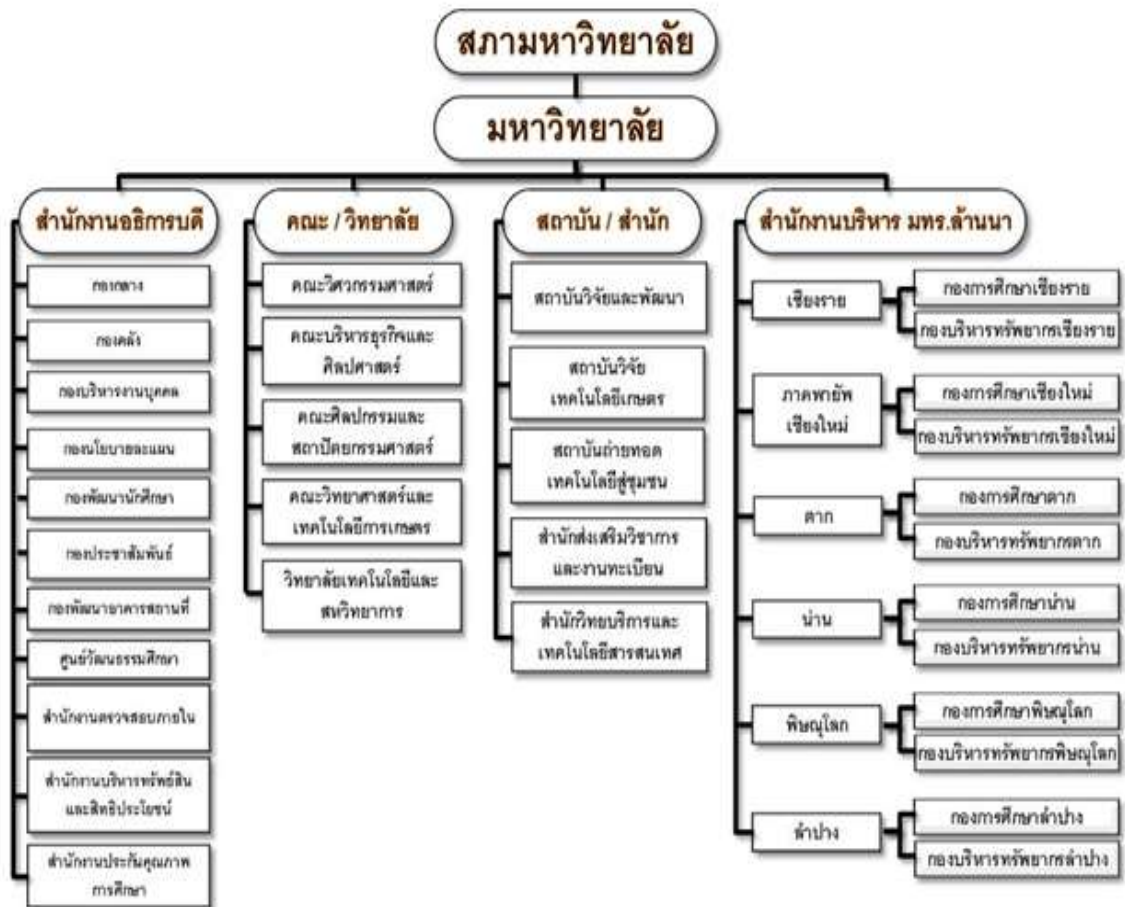 สภามหาวิทยาลัย
มหาวิทยาลัย
สำนักงานอธิการบดี
กองกลาง
กองคลัง
กองบริหารงานบุคคล
กองนโยบายละแผน
กองพัฒนานักศึกษา
กองประชาสัมพันธ์
กองพัฒนาอาคารสถานที่
ศูนย์วัฒนธรรมศึกษา
สำนักงานตรวจสอบภายใน
สำนักงานบริหารทรัพย์สิน
และสิทธิประโยชน์
สำนักงานประกันคุณภาพ
การศึกษา
คณะ / วิทยาลัย
คณะวิศวกรรมศาสตร์
คณะบริหารธุรกิจและ
ศิลปศาสตร์
คณะศิลปกรรมและ
สถาปัตยกรรมศาสตร์
คณะวิทยาศาสตร์และ
เทคโนโลยีการเกษตร
วิทยาลัยเทคโนโลยีและ
สหวิทยาการ
สถาบัน / สำนัก
สถาบันวิจัยและพัฒนา
สถาบันวิจัย
เทคโนโลยีเกษตร
สถาบันถ่ายทอด
เทคโนโลยีสู่ชุมชน
สำนักส่งเสริมวิชาการ
และงานทะเบียน
สำนักวิทยบริการและ
เทคโนโลยีสารสนเทศ
สำนักงานบริหาร มทร.ล้านนา
เชียงราย
กองการศึกษาเชียงราย
กองบริหารทรัพยากรเชียงราย
ภาคพายัพ
เชียงใหม่
กองการศึกษาเชียงใหม่
กองบริหารทรัพยากรเชียงใหม่
ตาก
กองการศึกษาตาก
กองบริหารทรัพยากรตาก
น่าน
กองการศึกษาน่าน
กองบริหารทรัพยากรน่าน
พิษณุโลก
กองการศึกษาพิษณุโลก
กองบริหารทรัพยากรพิษณุโลก
ลำปาง
กองการศึกษาลำปาง
กองบริหารทรัพยากรลำปาง